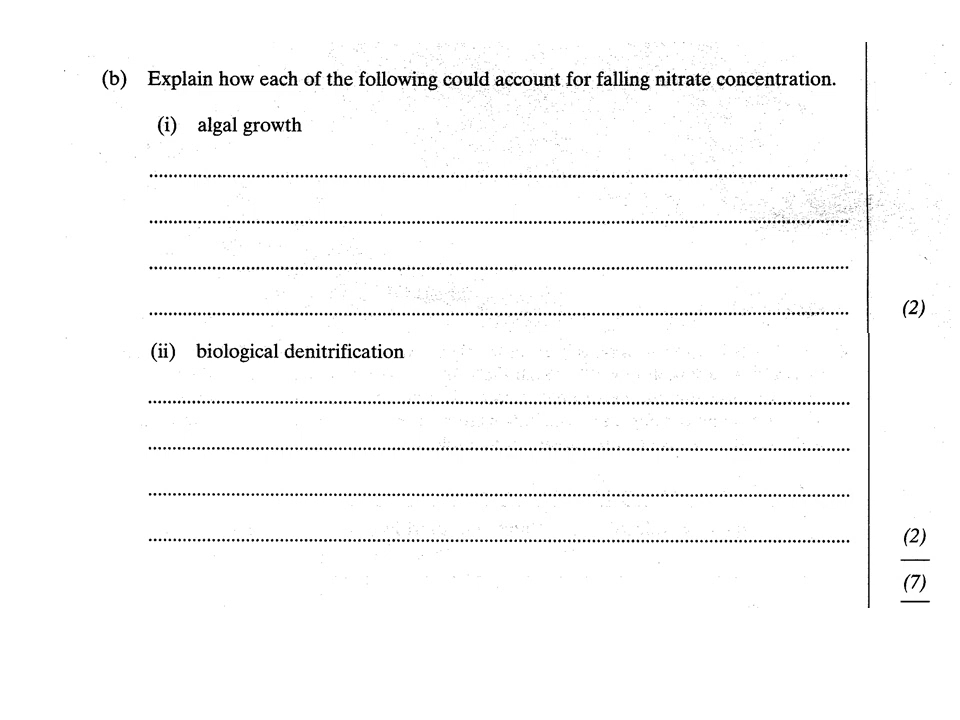 (b) Explain how each of the following could account for falling nitrate concentration.
(i) algal growth
(2)
(ii) biological denitrification
(2)
(7)